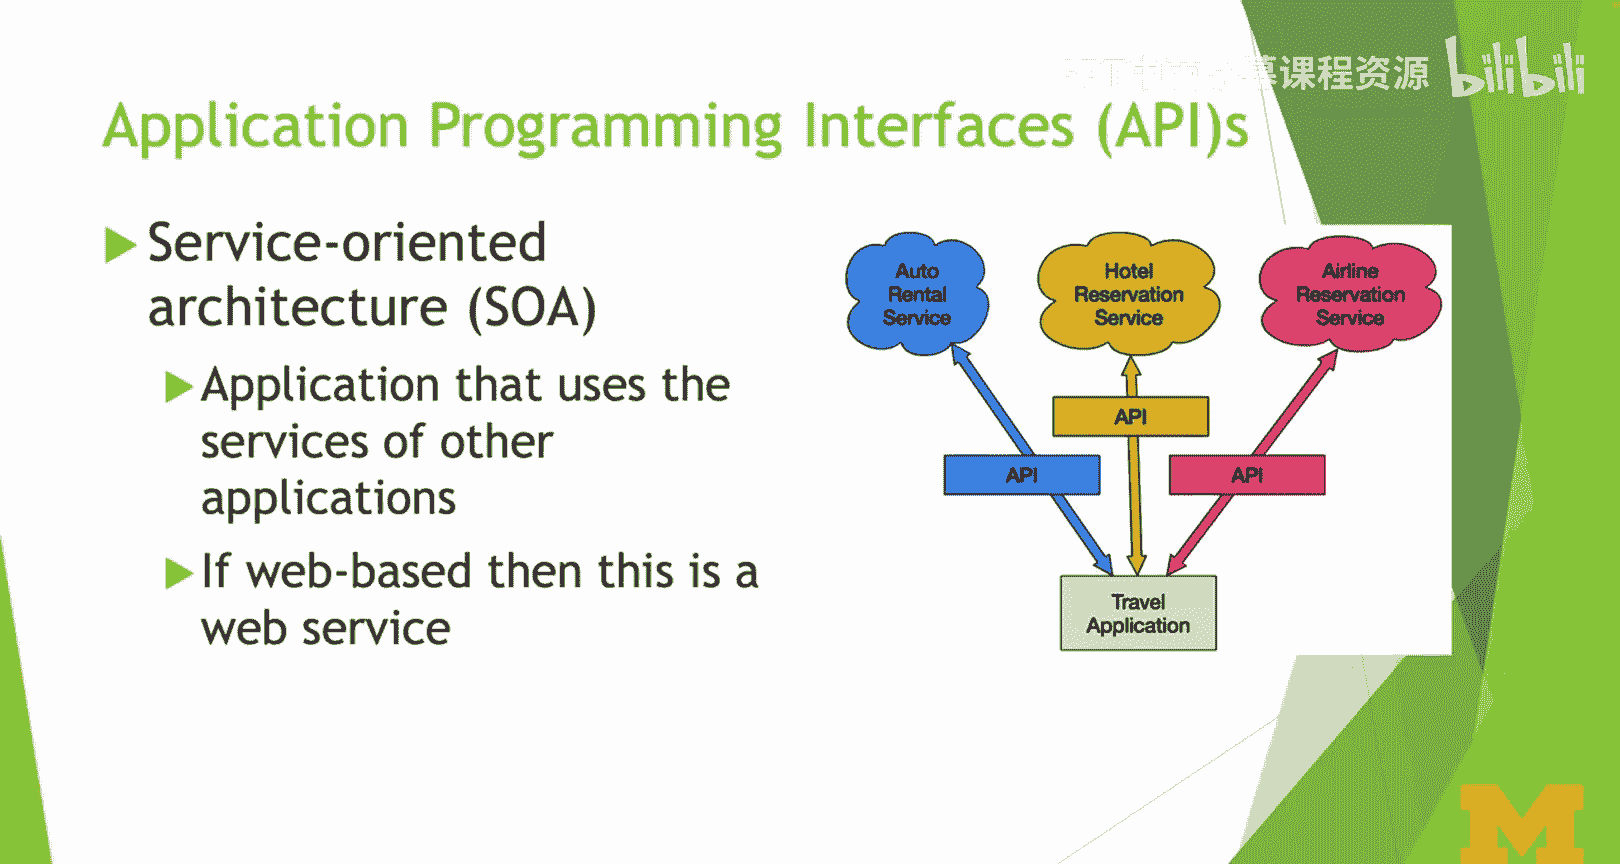 课程资源 bilibili
Application Programming Interfaces (API)s
Service-oriented
architecture (SOA)
Application that uses the
services of other
applications
If web-based then this is a
web service
Auto
Rental
Service
Hotel
Reservation
Service
Airline
Reservation
Service
API
API
API
Travel
Application
M